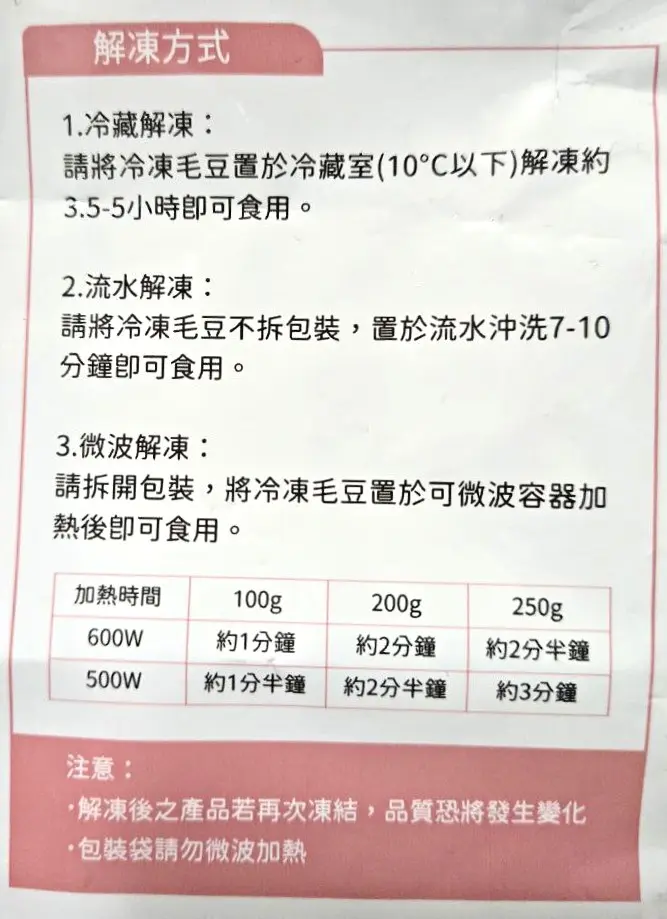 解凍方式
1.冷藏解凍：
請將冷凍毛豆置於冷藏室(10°C以下)解凍約
3.5-5小時即可食用。
2.流水解凍：
請將冷凍毛豆不拆包裝，置於流水沖洗7-10
分鐘即可食用。
3.微波解凍：
請拆開包裝，將冷凍毛豆置於可微波容器加
熱後即可食用。
加熱時間 100g 200g 250g
600W 約1分鐘 約2分鐘 約2分半鐘
500W 約1分半鐘 約2分半鐘 約3分鐘
注意：
·解凍後之產品若再次凍結，品質恐將發生變化
·包裝袋請勿微波加熱